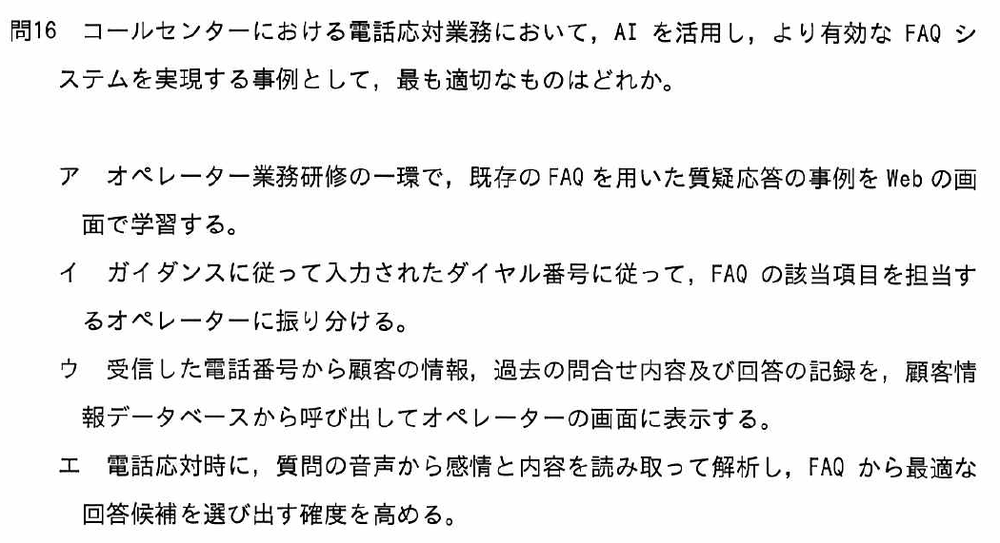 問16 コールセンターにおける電話応対業務において，AI を活用し，より有効な FAQ シ
ステムを実現する事例として，最も適切なものはどれか。
ア オペレーター業務研修の一環で，既存の FAQ を用いた質疑応答の事例を Web の画
面で学習する。
イ ガイダンスに従って入力されたダイヤル番号に従って，FAQ の該当項目を担当す
るオペレーターに振り分ける。
ウ 受信した電話番号から顧客の情報，過去の問合せ内容及び回答の記録を，顧客情
報データベースから呼び出してオペレーターの画面に表示する。
エ 電話応対時に，質問の音声から感情と内容を読み取って解析し，FAQ から最適な
回答候補を選び出す確度を高める。